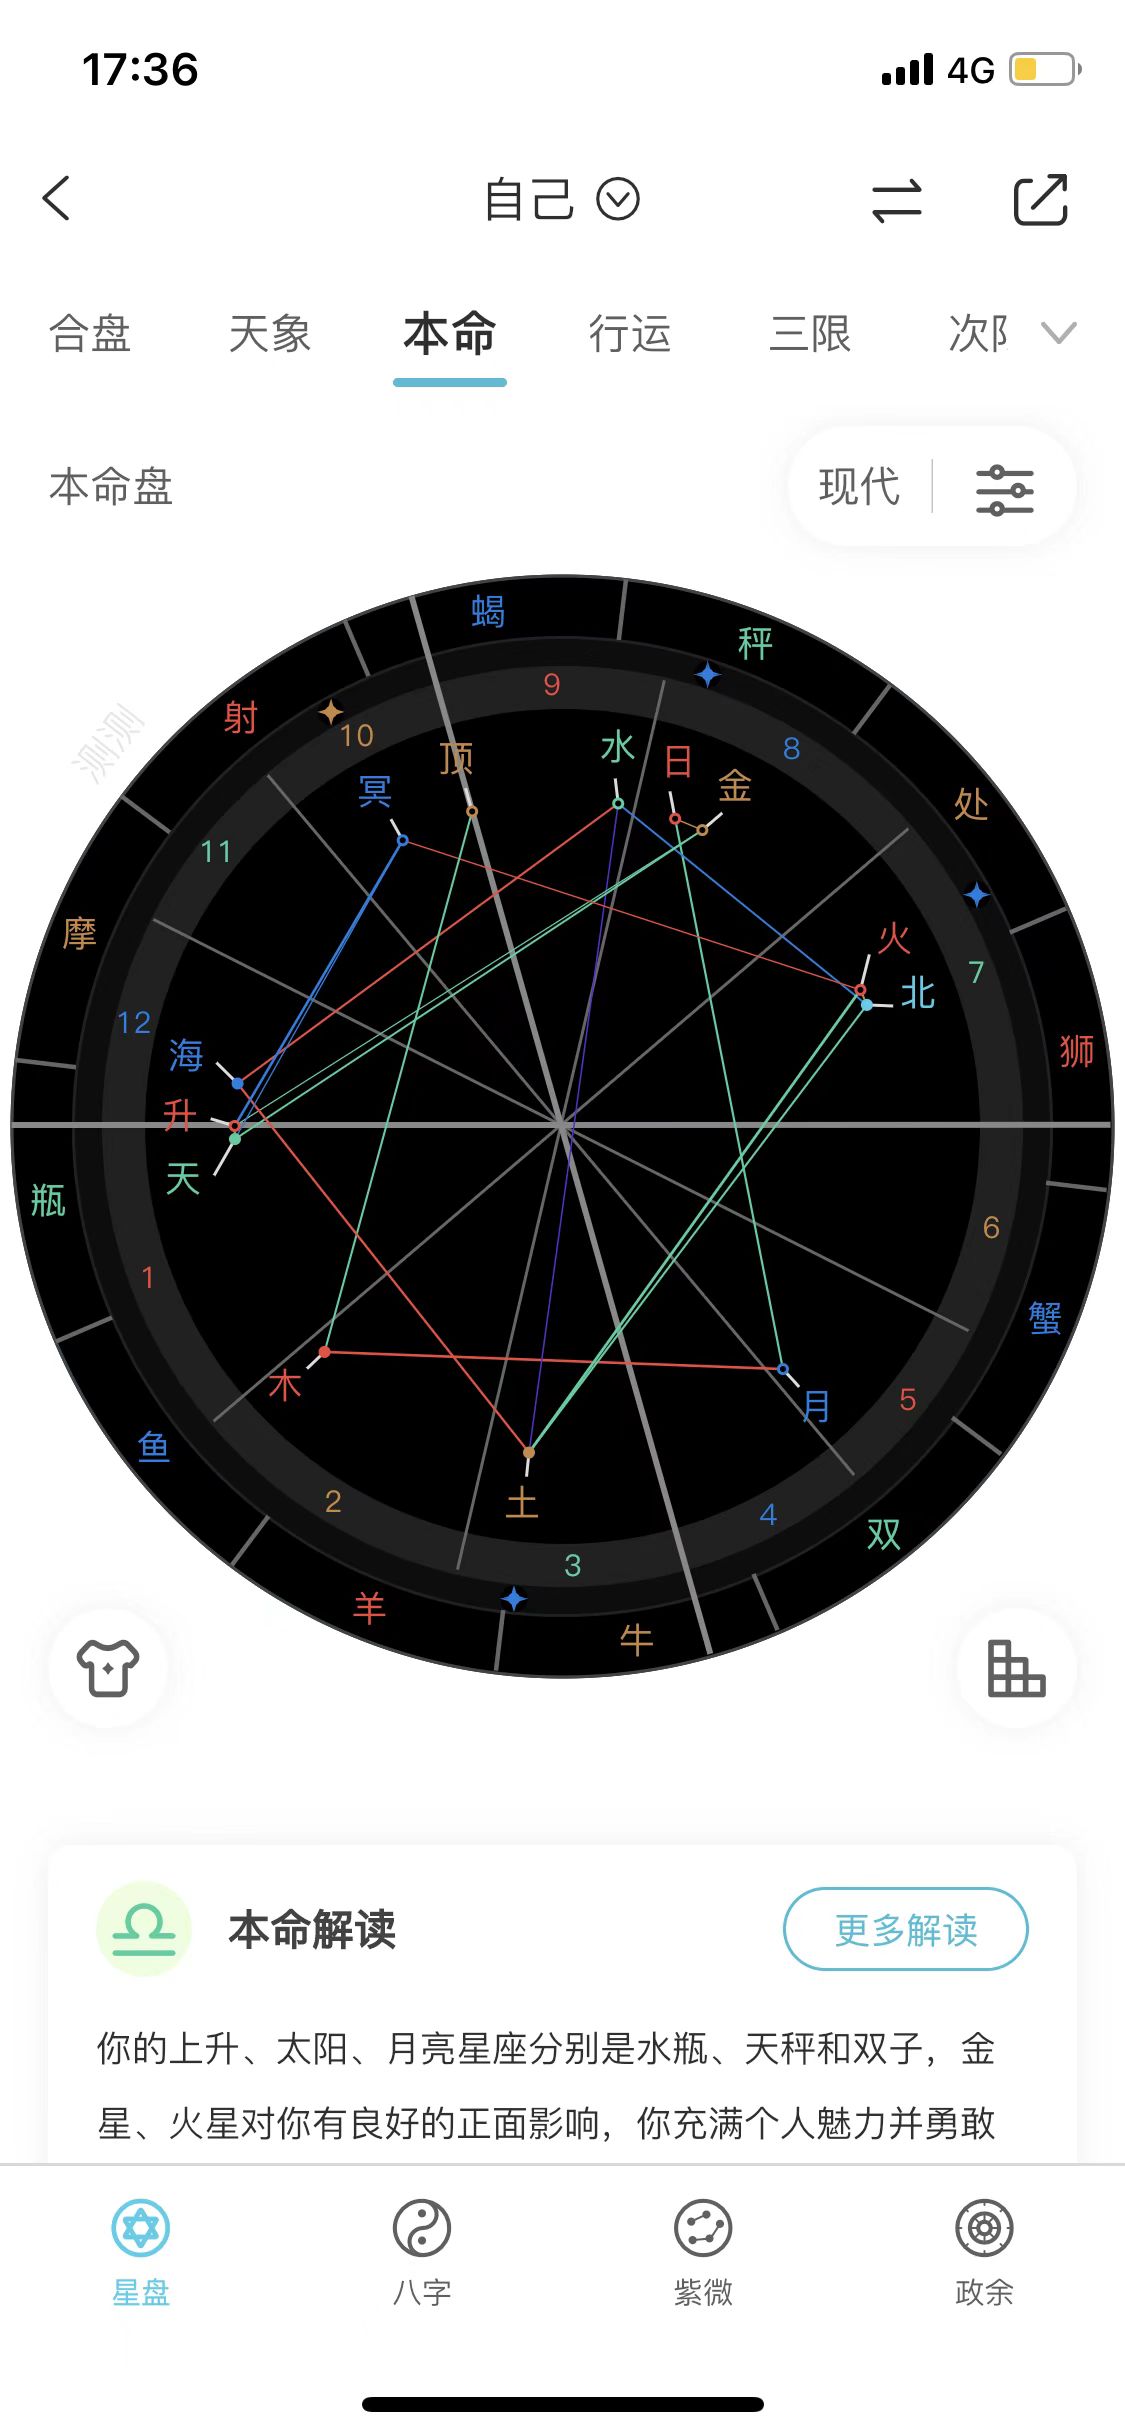 17:36 4G
自己
合盘 天象 本命 行运 三限 次
本命盘 现代
蝎
秤
9
射
测测
10
8
顶 水 日 金
冥
处
11
摩
火
7
北
12
海
狮
升
天
瓶
6
1
蟹
木
5
月
鱼
2
土
4
双
3
羊
牛
本命解读 更多解读
你的上升、太阳、月亮星座分别是水瓶、天秤和双子，金
星、火星对你有良好的正面影响，你充满个人魅力并勇敢
星盘 八字 紫微 政余